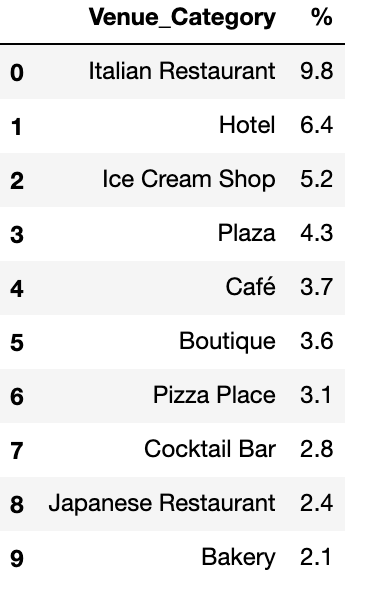 Venue_Category %
0 Italian Restaurant 9.8
1 Hotel 6.4
2 Ice Cream Shop 5.2
3 Plaza 4.3
4 Café 3.7
5 Boutique 3.6
6 Pizza Place 3.1
7 Cocktail Bar 2.8
8 Japanese Restaurant 2.4
9 Bakery 2.1